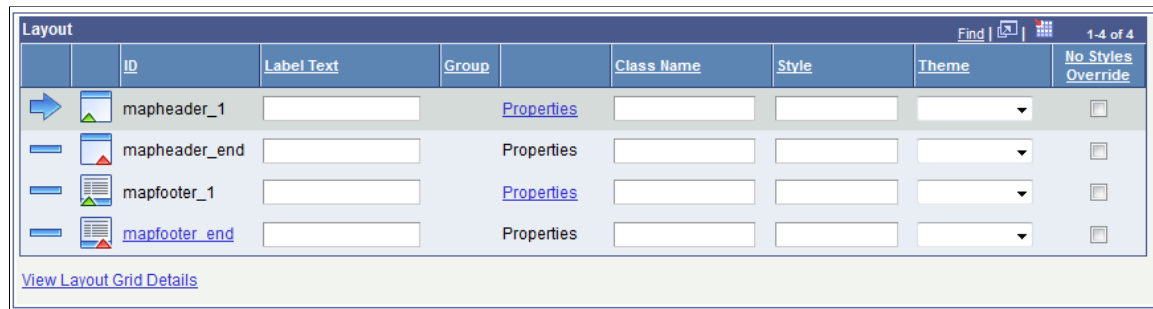 Layout Find | | 1-4 of 4
ID Label Text Group Class Name Style Theme No Styles Override
mapheader_1 Properties
mapheader_end Properties
mapfooter_1 Properties
mapfooter_end Properties
View Layout Grid Details